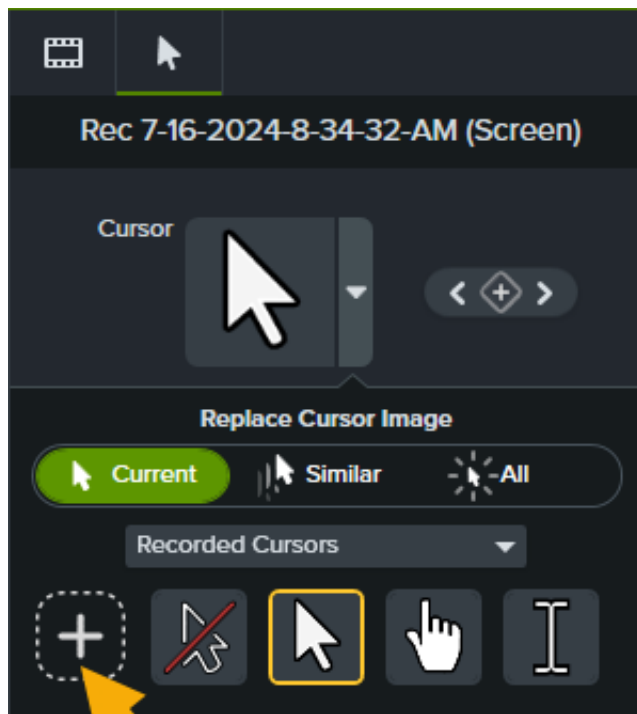 Rec 7-16-2024-8-34-32-AM (Screen)
Cursor
Replace Cursor Image
Current Similar All
Recorded Cursors